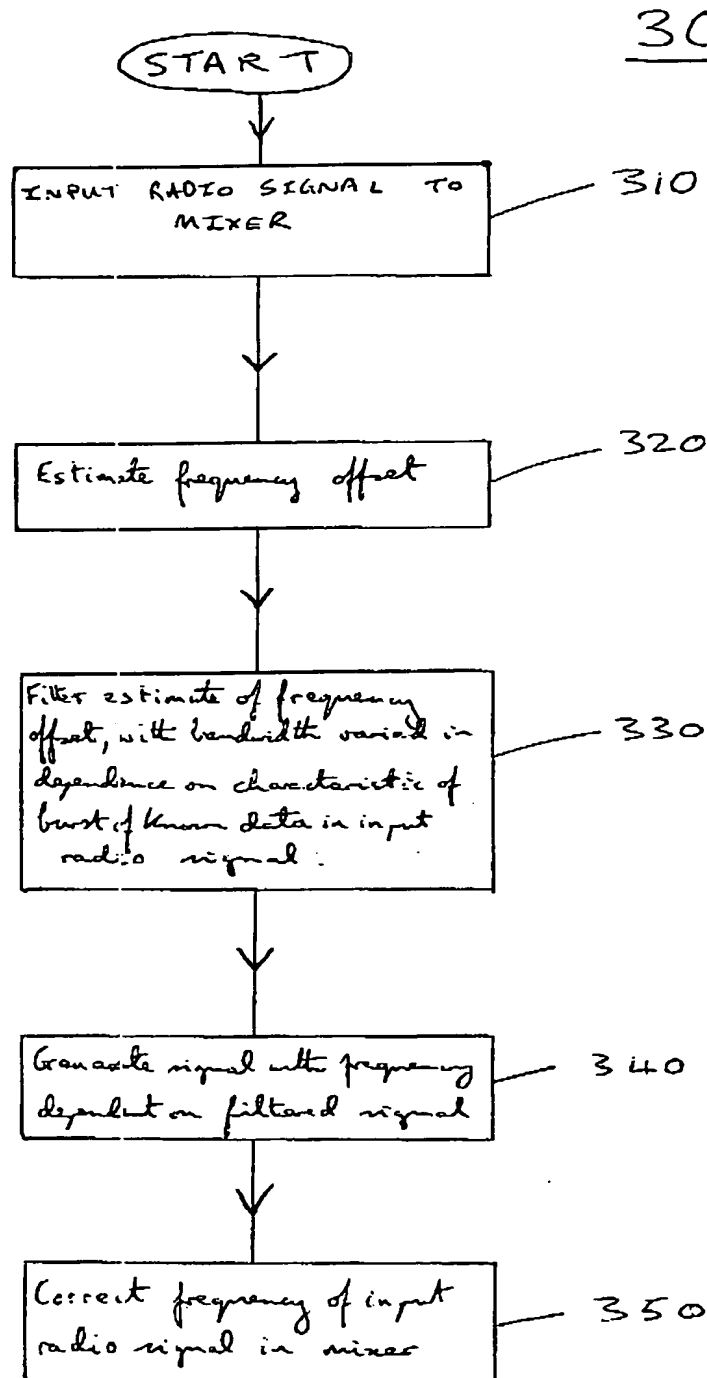 30
START
INPUT RADIO SIGNAL TO
MIXER
310
Estimate frequency offset
320
Filter estimate of frequency
offset, with bandwidth varied in
dependence on characteristic of
burst of known data in input
radio signal.
330
Generate signal with frequency
dependent on filtered signal
340
Correct frequency of input
radio signal in mixer
350